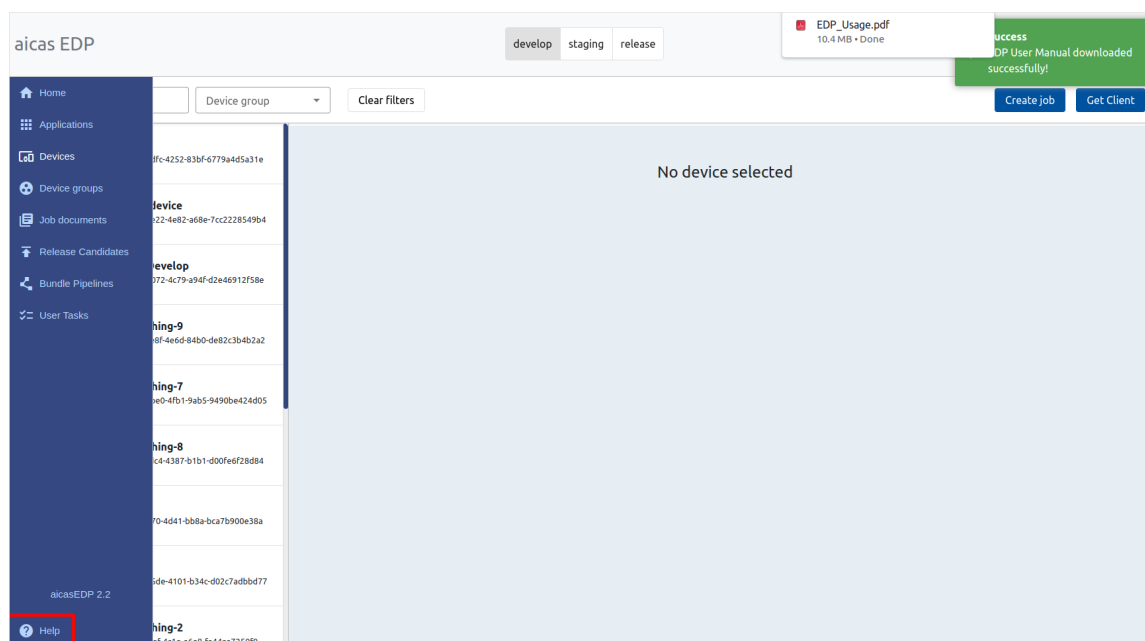 aicas EDP
develop staging release
EDP_Usage.pdf
10.4 MB • Done
uccess
DP User Manual downloaded
successfully!
Home
Device group
Clear filters
Create job
Get Client
Applications
Devices
dfc-4252-83bf-6779a4d5a31e
No device selected
Device groups
device
e22-4e82-a68e-7cc2228549b4
Job documents
Release Candidates
evelop
072-4c79-a94f-d2e46912f58e
Bundle Pipelines
User Tasks
hing-9
e8f-4e6d-84b0-de82c3b4b2a2
hing-7
be0-4fb1-9ab5-9490be424d05
hing-8
4c-4387-b1b1-d00fe6f28d84
70-4d41-bb8a-bca7b900e38a
5de-4101-b34c-d02c7adbbd77
aicasEDP 2.2
Help
hing-2